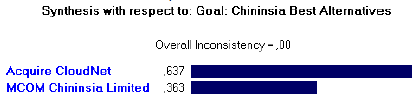 Synthesis with respect to: Goal: Chininsia Best Alternatives
Overall Inconsistency = ,00
Acquire CloudNet ,637
MCOM Chininsia Limited ,363